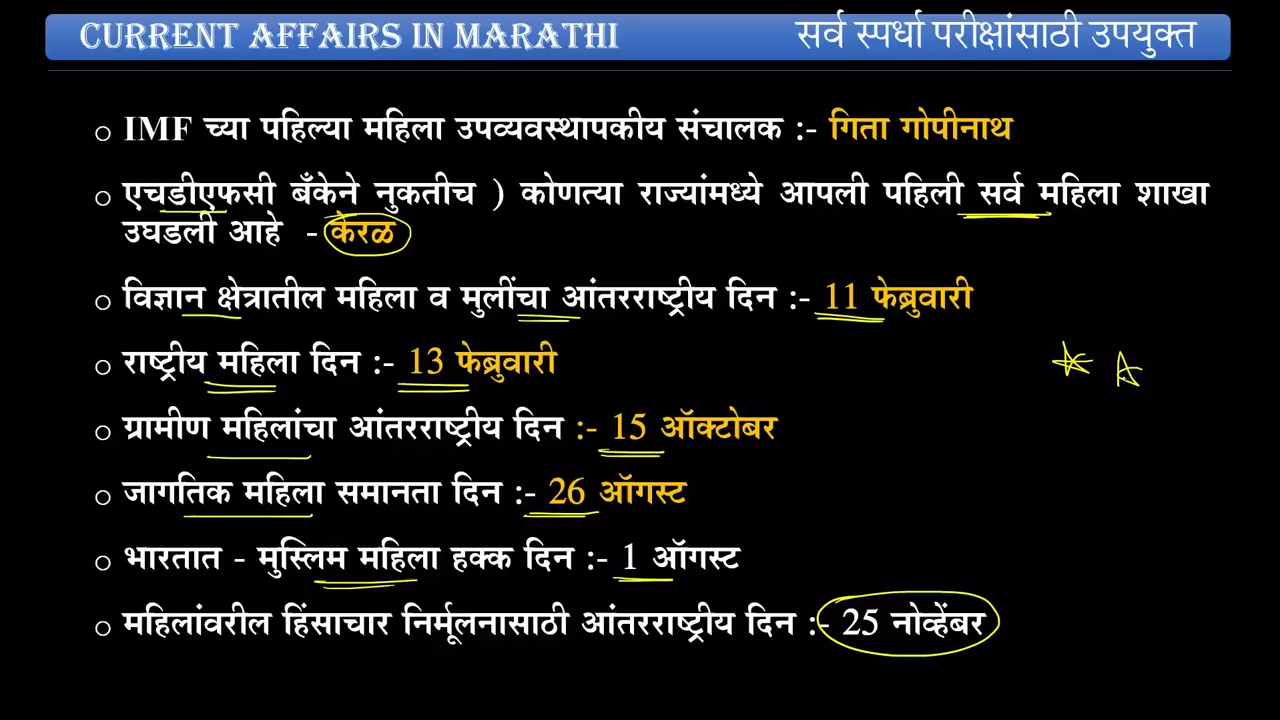 CURRENT AFFAIRS IN MARATHI
सर्व स्पर्धा परीक्षांसाठी उपयुक्त
IMF च्या पहिल्या महिला उपव्यवस्थापकीय संचालक :- गिता गोपीनाथ
एचडीएफसी बँकेने नुकतीच ) कोणत्या राज्यांमध्ये आपली पहिली सर्व महिला शाखा
उघडली आहे - केरळ
विज्ञान क्षेत्रातील महिला व मुलींचा आंतरराष्ट्रीय दिन :- 11 फेब्रुवारी
राष्ट्रीय महिला दिन :- 13 फेब्रुवारी
ग्रामीण महिलांचा आंतरराष्ट्रीय दिन :- 15 ऑक्टोबर
जागतिक महिला समानता दिन :- 26 ऑगस्ट
भारतात - मुस्लिम महिला हक्क दिन :- 1 ऑगस्ट
महिलांवरील हिंसाचार निर्मूलनासाठी आंतरराष्ट्रीय दिन :- 25 नोव्हेंबर